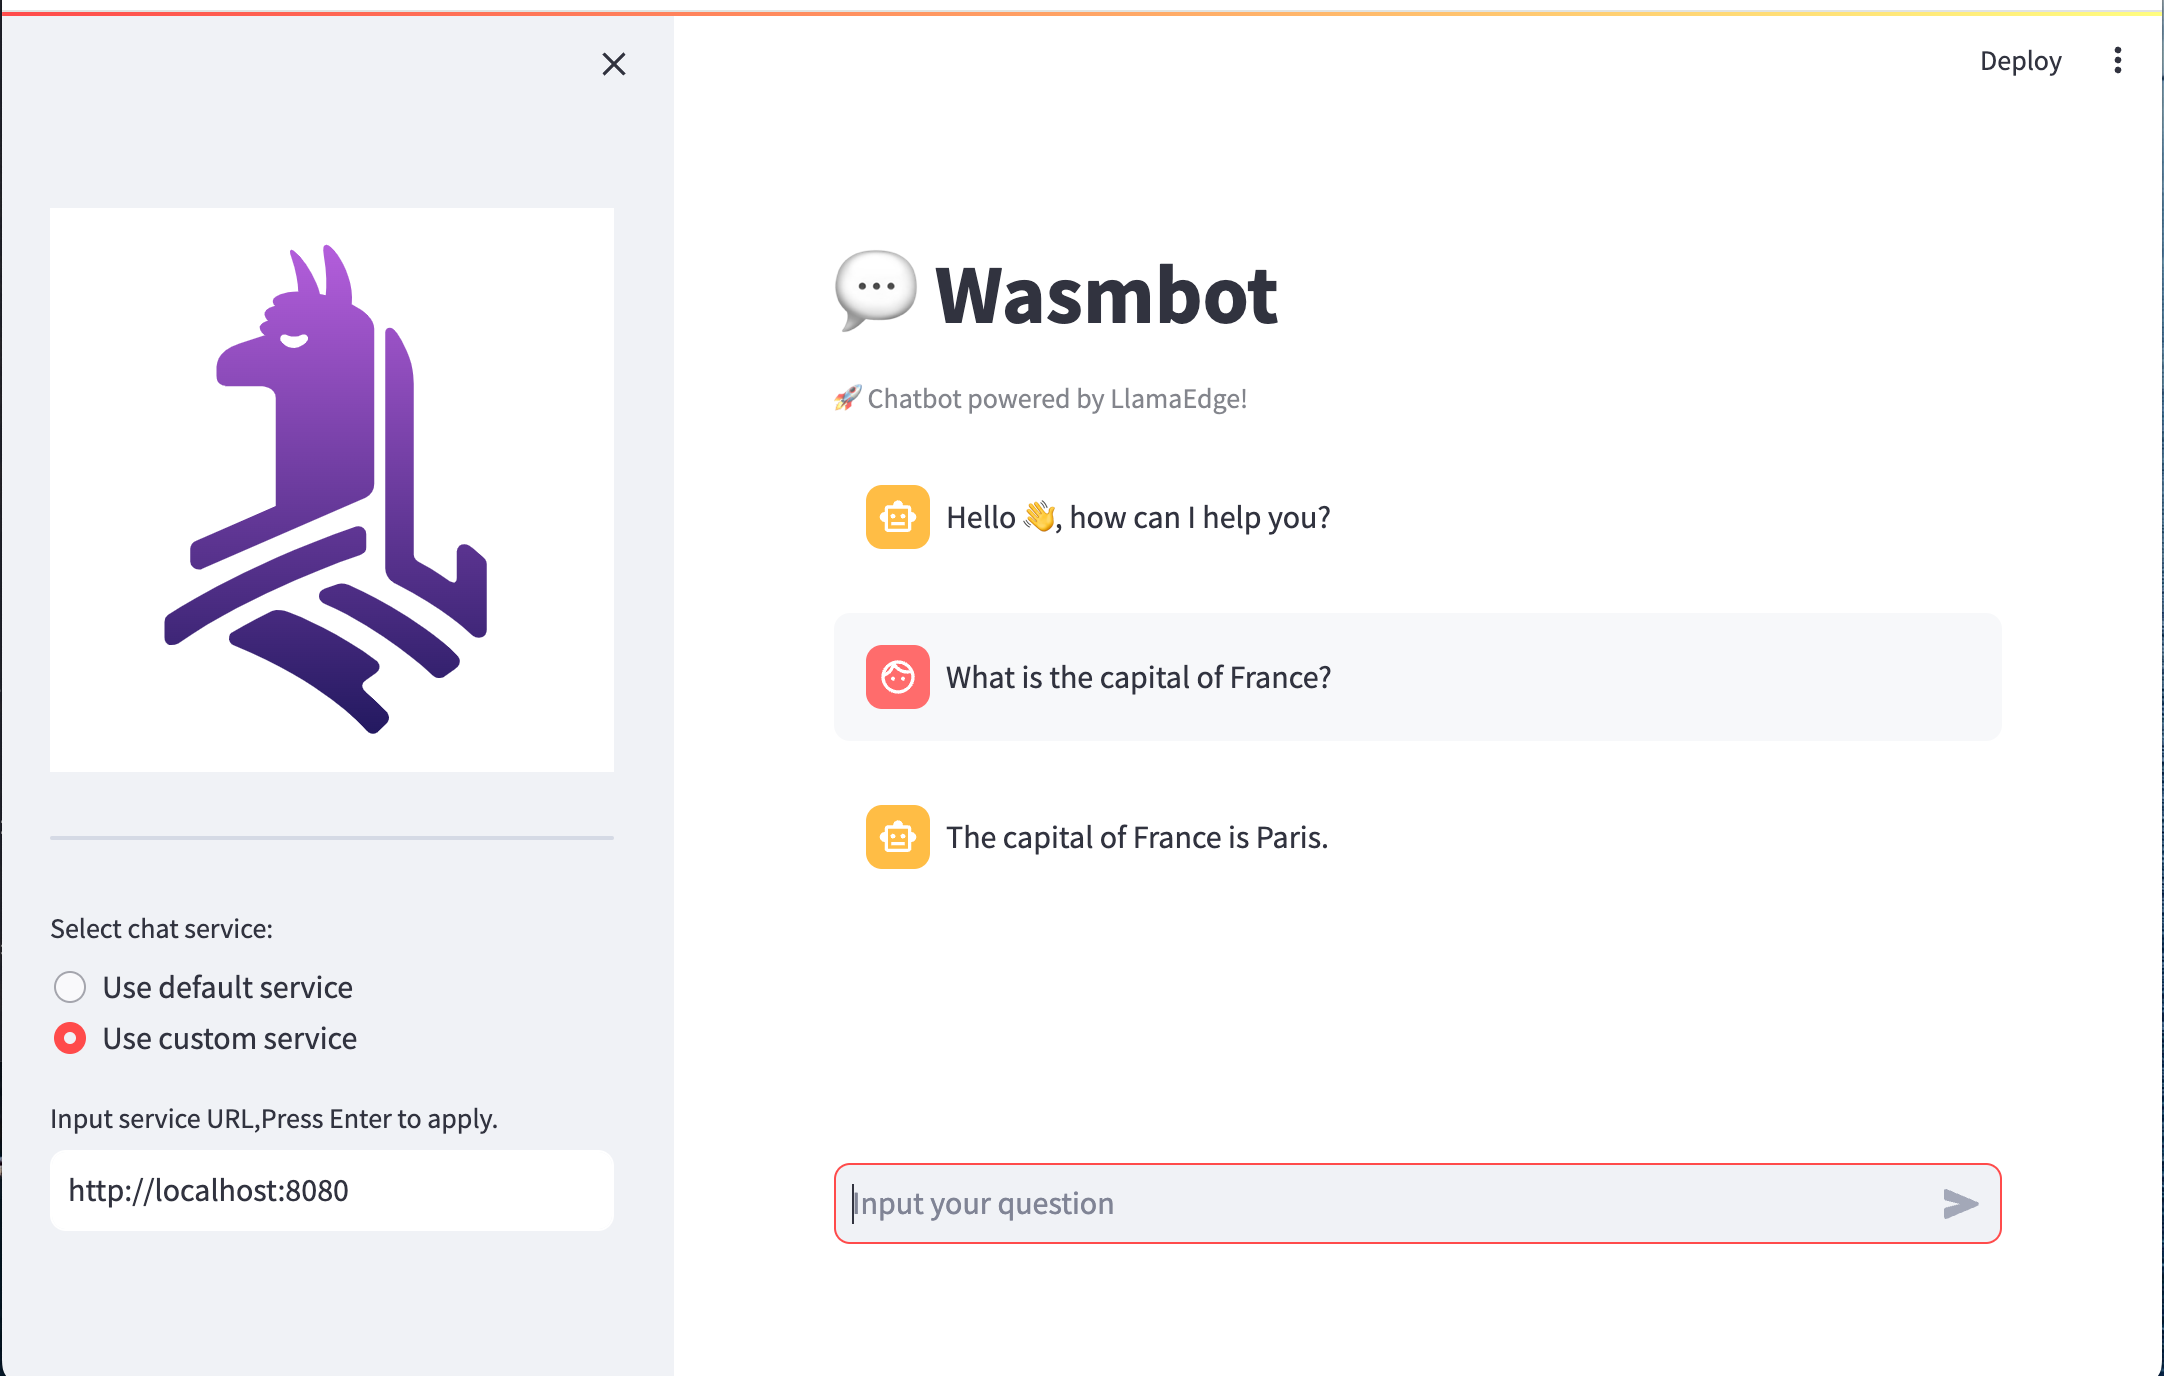 Deploy
💬 Wasmbot
🚀 Chatbot powered by LlamaEdge!
Hello 👋, how can I help you?
What is the capital of France?
The capital of France is Paris.
Input your question
Select chat service:
Use default service
Use custom service
Input service URL,Press Enter to apply.
http://localhost:8080